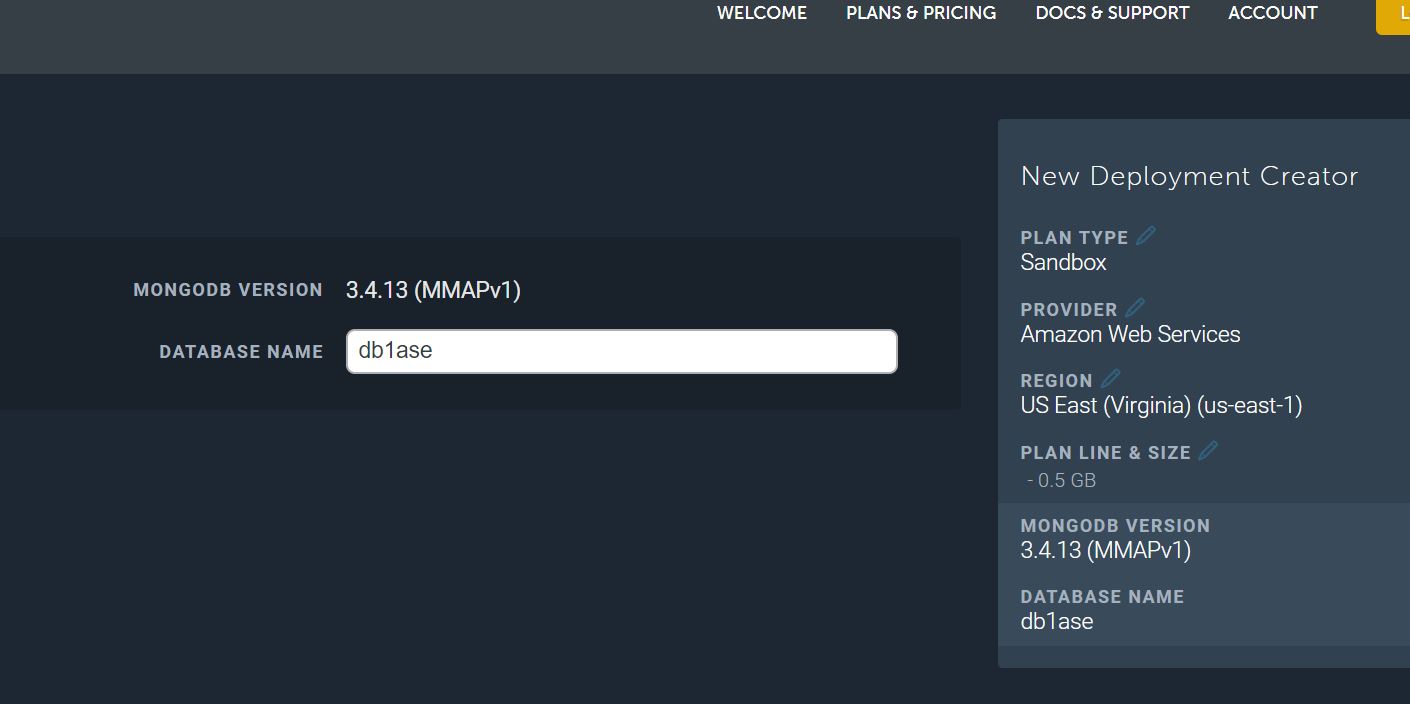 WELCOME PLANS & PRICING DOCS & SUPPORT ACCOUNT
MONGODB VERSION 3.4.13 (MMAPv1)
DATABASE NAME db1ase
New Deployment Creator
PLAN TYPE
Sandbox
PROVIDER
Amazon Web Services
REGION
US East (Virginia) (us-east-1)
PLAN LINE & SIZE
- 0.5 GB
MONGODB VERSION
3.4.13 (MMAPv1)
DATABASE NAME
db1ase